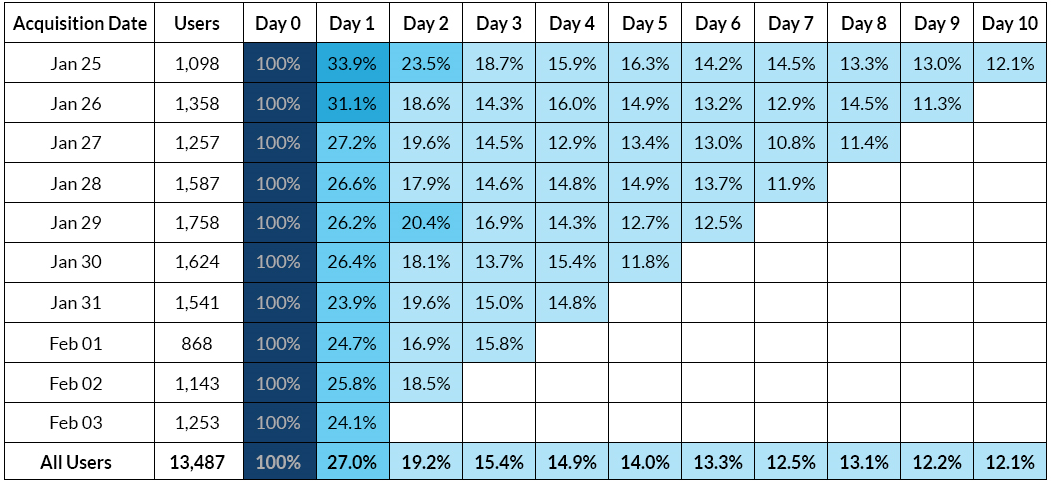 Acquisition Date Users Day 0 Day 1 Day 2 Day 3 Day 4 Day 5 Day 6 Day 7 Day 8 Day 9 Day 10
Jan 25 1,098 100% 33.9% 23.5% 18.7% 15.9% 16.3% 14.2% 14.5% 13.3% 13.0% 12.1%
Jan 26 1,358 100% 31.1% 18.6% 14.3% 16.0% 14.9% 13.2% 12.9% 14.5% 11.3%
Jan 27 1,257 100% 27.2% 19.6% 14.5% 12.9% 13.4% 13.0% 10.8% 11.4%
Jan 28 1,587 100% 26.6% 17.9% 14.6% 14.8% 14.9% 13.7% 11.9%
Jan 29 1,758 100% 26.2% 20.4% 16.9% 14.3% 12.7% 12.5%
Jan 30 1,624 100% 26.4% 18.1% 13.7% 15.4% 11.8%
Jan 31 1,541 100% 23.9% 19.6% 15.0% 14.8%
Feb 01 868 100% 24.7% 16.9% 15.8%
Feb 02 1,143 100% 25.8% 18.5%
Feb 03 1,253 100% 24.1%
All Users 13,487 100% 27.0% 19.2% 15.4% 14.9% 14.0% 13.3% 12.5% 13.1% 12.2% 12.1%